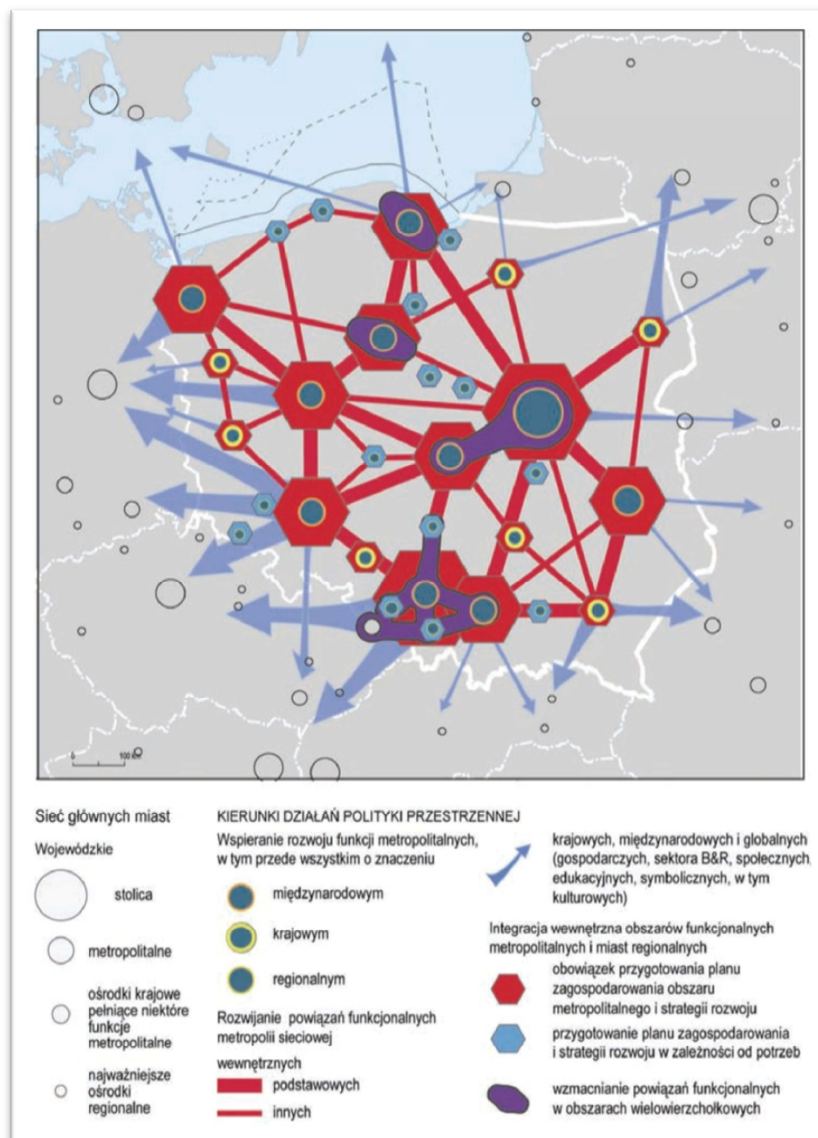 0 100 km
Sieć głównych miast
Wojewódzkie
stolica
metropolitalne
ośrodki krajowe
pełniące niektóre
funkcje
metropolitalne
najważniejsze
ośrodki
regionalne
KIERUNKI DZIAŁAŃ POLITYKI PRZESTRZENNEJ
Wspieranie rozwoju funkcji metropolitalnych,
w tym przede wszystkim o znaczeniu
międzynarodowym
krajowym
regionalnym
Rozwijanie powiązań funkcjonalnych
metropolii sieciowej
wewnętrznych
podstawowych
innych
krajowych, międzynarodowych i globalnych
(gospodarczych, sektora B&R, społecznych,
edukacyjnych, symbolicznych, w tym
kulturowych)
Integracja wewnętrzna obszarów funkcjonalnych
metropolitalnych i miast regionalnych
obowiązek przygotowania planu
zagospodarowania obszaru
metropolitalnego i strategii rozwoju
przygotowanie planu zagospodarowania
i strategii rozwoju w zależności od potrzeb
wzmacnianie powiązań funkcjonalnych
w obszarach wielowierzchołkowych